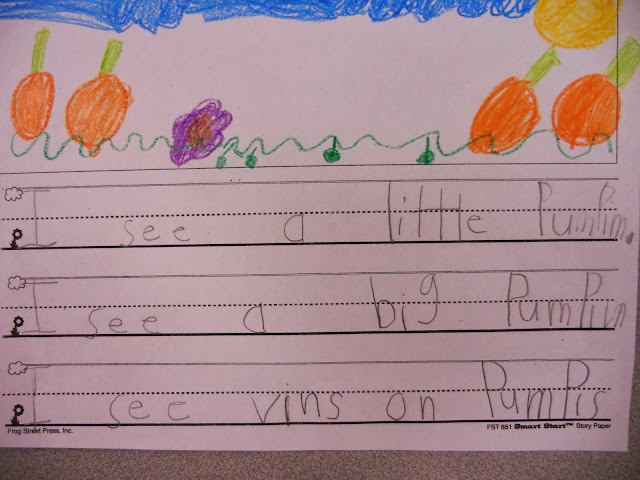 I see a little Pumpim.
I see a big PumPin
I see vins on PumPis
Frog Street Press, Inc. FST 651 Smart Start™ Story Paper